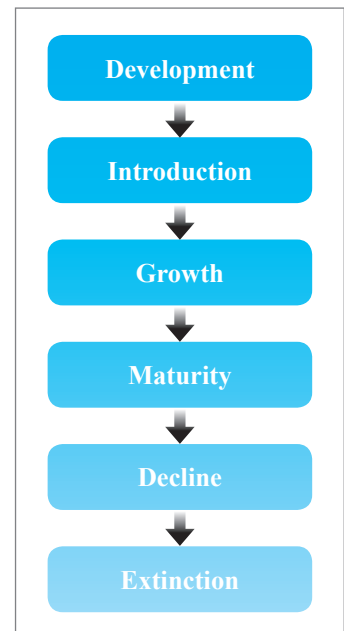 Development
Introduction
Growth
Maturity
Decline
Extinction